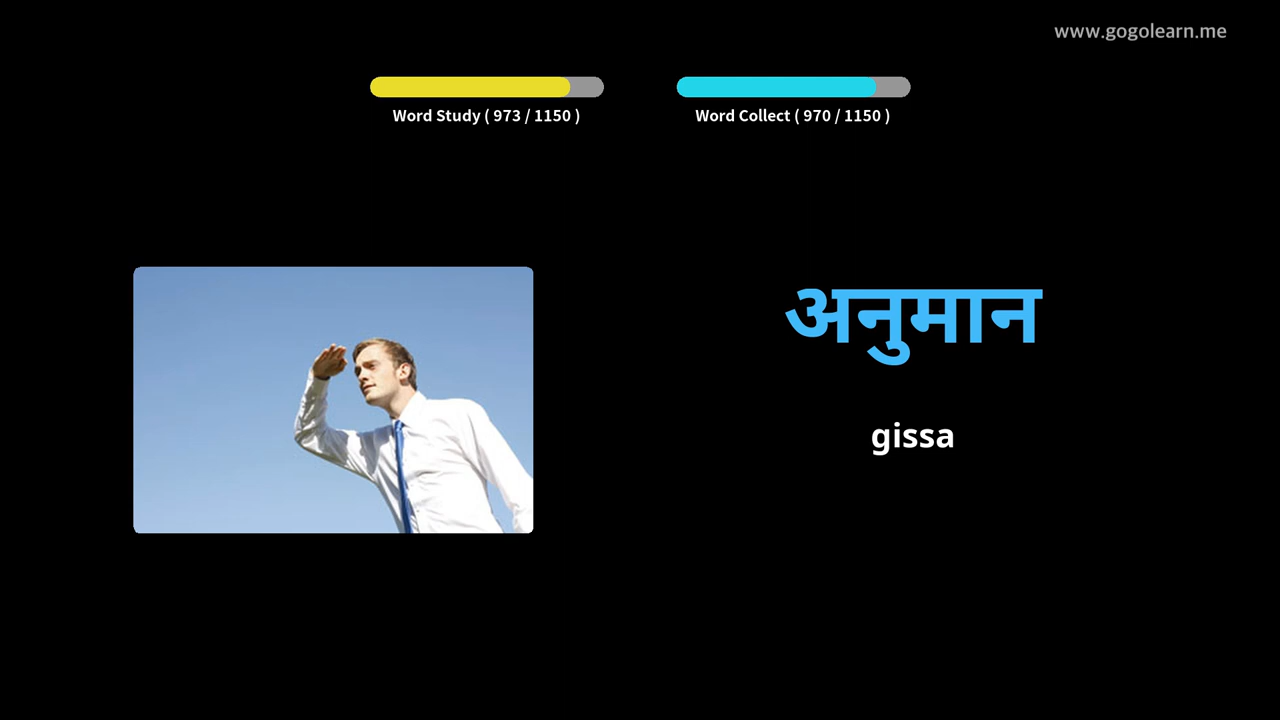 www.gogolearn.me
Word Study ( 973 / 1150 )
Word Collect ( 970 / 1150 )
अनुमान
gissa